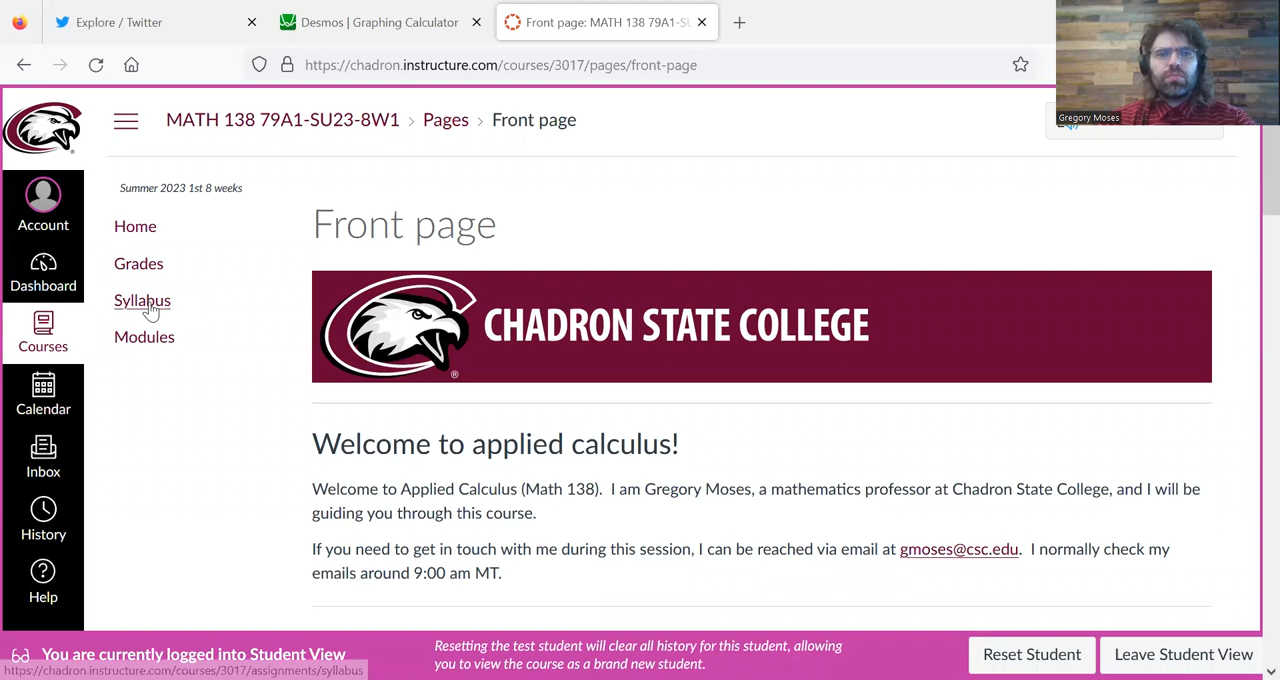 Explore / Twitter
Desmos | Graphing Calculator
Front page: MATH 138 79A1-SU
https://chadron.instructure.com/courses/3017/pages/front-page
Gregory Moses
MATH 138 79A1-SU23-8W1 > Pages > Front page
Summer 2023 1st 8 weeks
Account
Dashboard
Courses
Calendar
Inbox
History
Help
Home
Grades
Syllabus
Modules
Front page
CHADRON STATE COLLEGE
Welcome to applied calculus!
Welcome to Applied Calculus (Math 138). I am Gregory Moses, a mathematics professor at Chadron State College, and I will be
guiding you through this course.
If you need to get in touch with me during this session, I can be reached via email at gmoses@csc.edu. I normally check my
emails around 9:00 am MT.
You are currently logged into Student View
https://chadron.instructure.com/courses/3017/assignments/syllabus
Resetting the test student will clear all history for this student, allowing
you to view the course as a brand new student.
Reset Student
Leave Student View